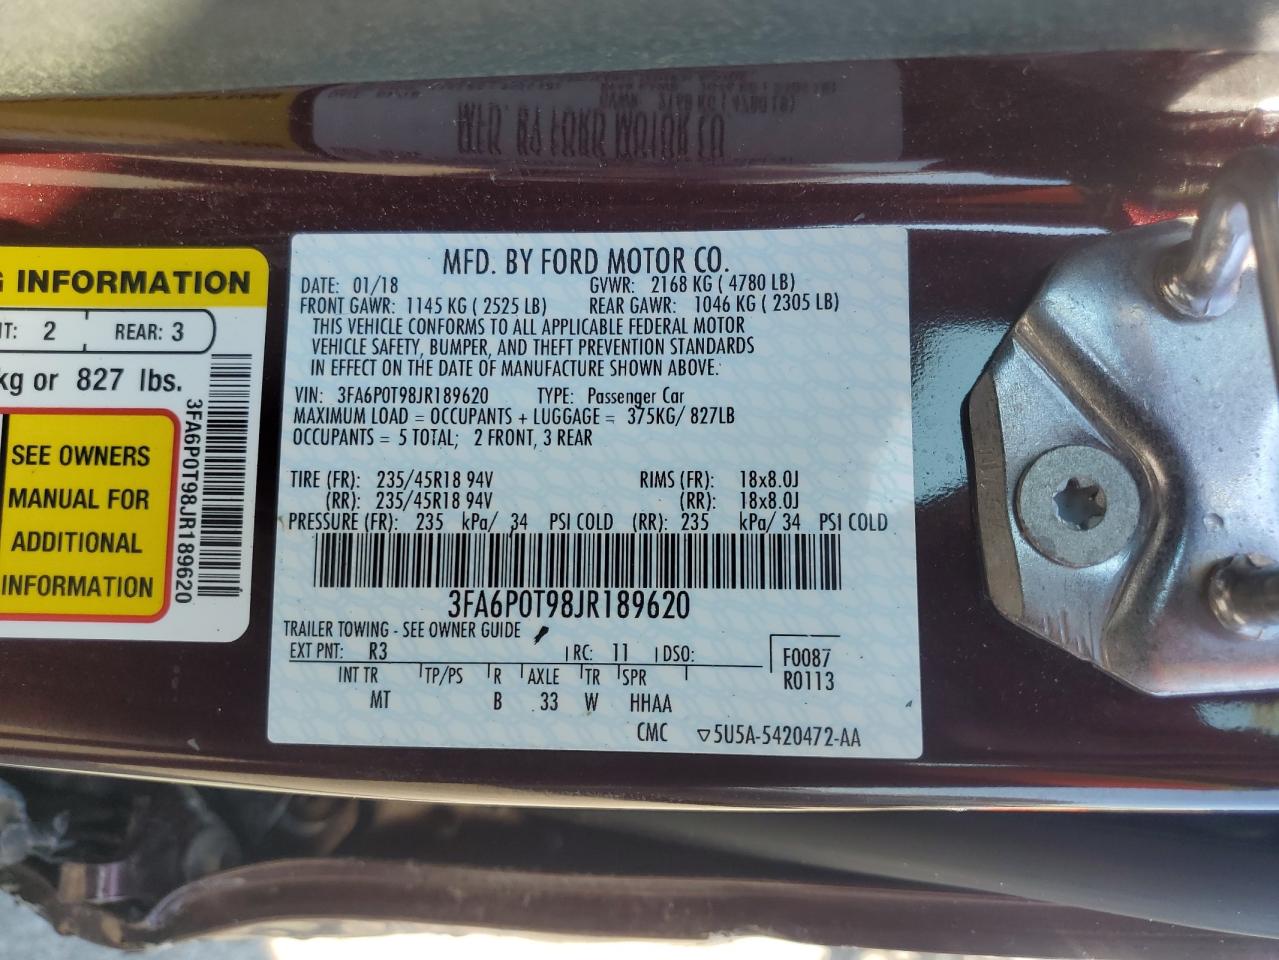 MFD. BY FORD MOTOR CO.
DATE: 01/18 GVWR: 2168 KG ( 4780 LB)
FRONT GAWR: 1145 KG ( 2525 LB) REAR GAWR: 1046 KG ( 2305 LB)
THIS VEHICLE CONFORMS TO ALL APPLICABLE FEDERAL MOTOR
VEHICLE SAFETY, BUMPER, AND THEFT PREVENTION STANDARDS
IN EFFECT ON THE DATE OF MANUFACTURE SHOWN ABOVE.
VIN: 3FA6P0T98JR189620 TYPE: Passenger Car
MAXIMUM LOAD = OCCUPANTS + LUGGAGE = 375KG/ 827LB
OCCUPANTS = 5 TOTAL; 2 FRONT, 3 REAR
TIRE (FR): 235/45R18 94V RIMS (FR): 18x8.0J
(RR): 235/45R18 94V (RR): 18x8.0J
PRESSURE (FR): 235 kPa/ 34 PSI COLD (RR): 235 kPa/ 34 PSI COLD
3FA6P0T98JR189620
TRAILER TOWING - SEE OWNER GUIDE
EXT PNT: R3 RC: 11 DSO: F0087
INT TR TP/PS R AXLE TR SPR R0113
MT B 33 W HHAA
CMC ▽5U5A-5420472-AA
INFORMATION
2 REAR: 3
kg or 827 lbs.
SEE OWNERS
MANUAL FOR
ADDITIONAL
INFORMATION
3FA6P0T98JR189620